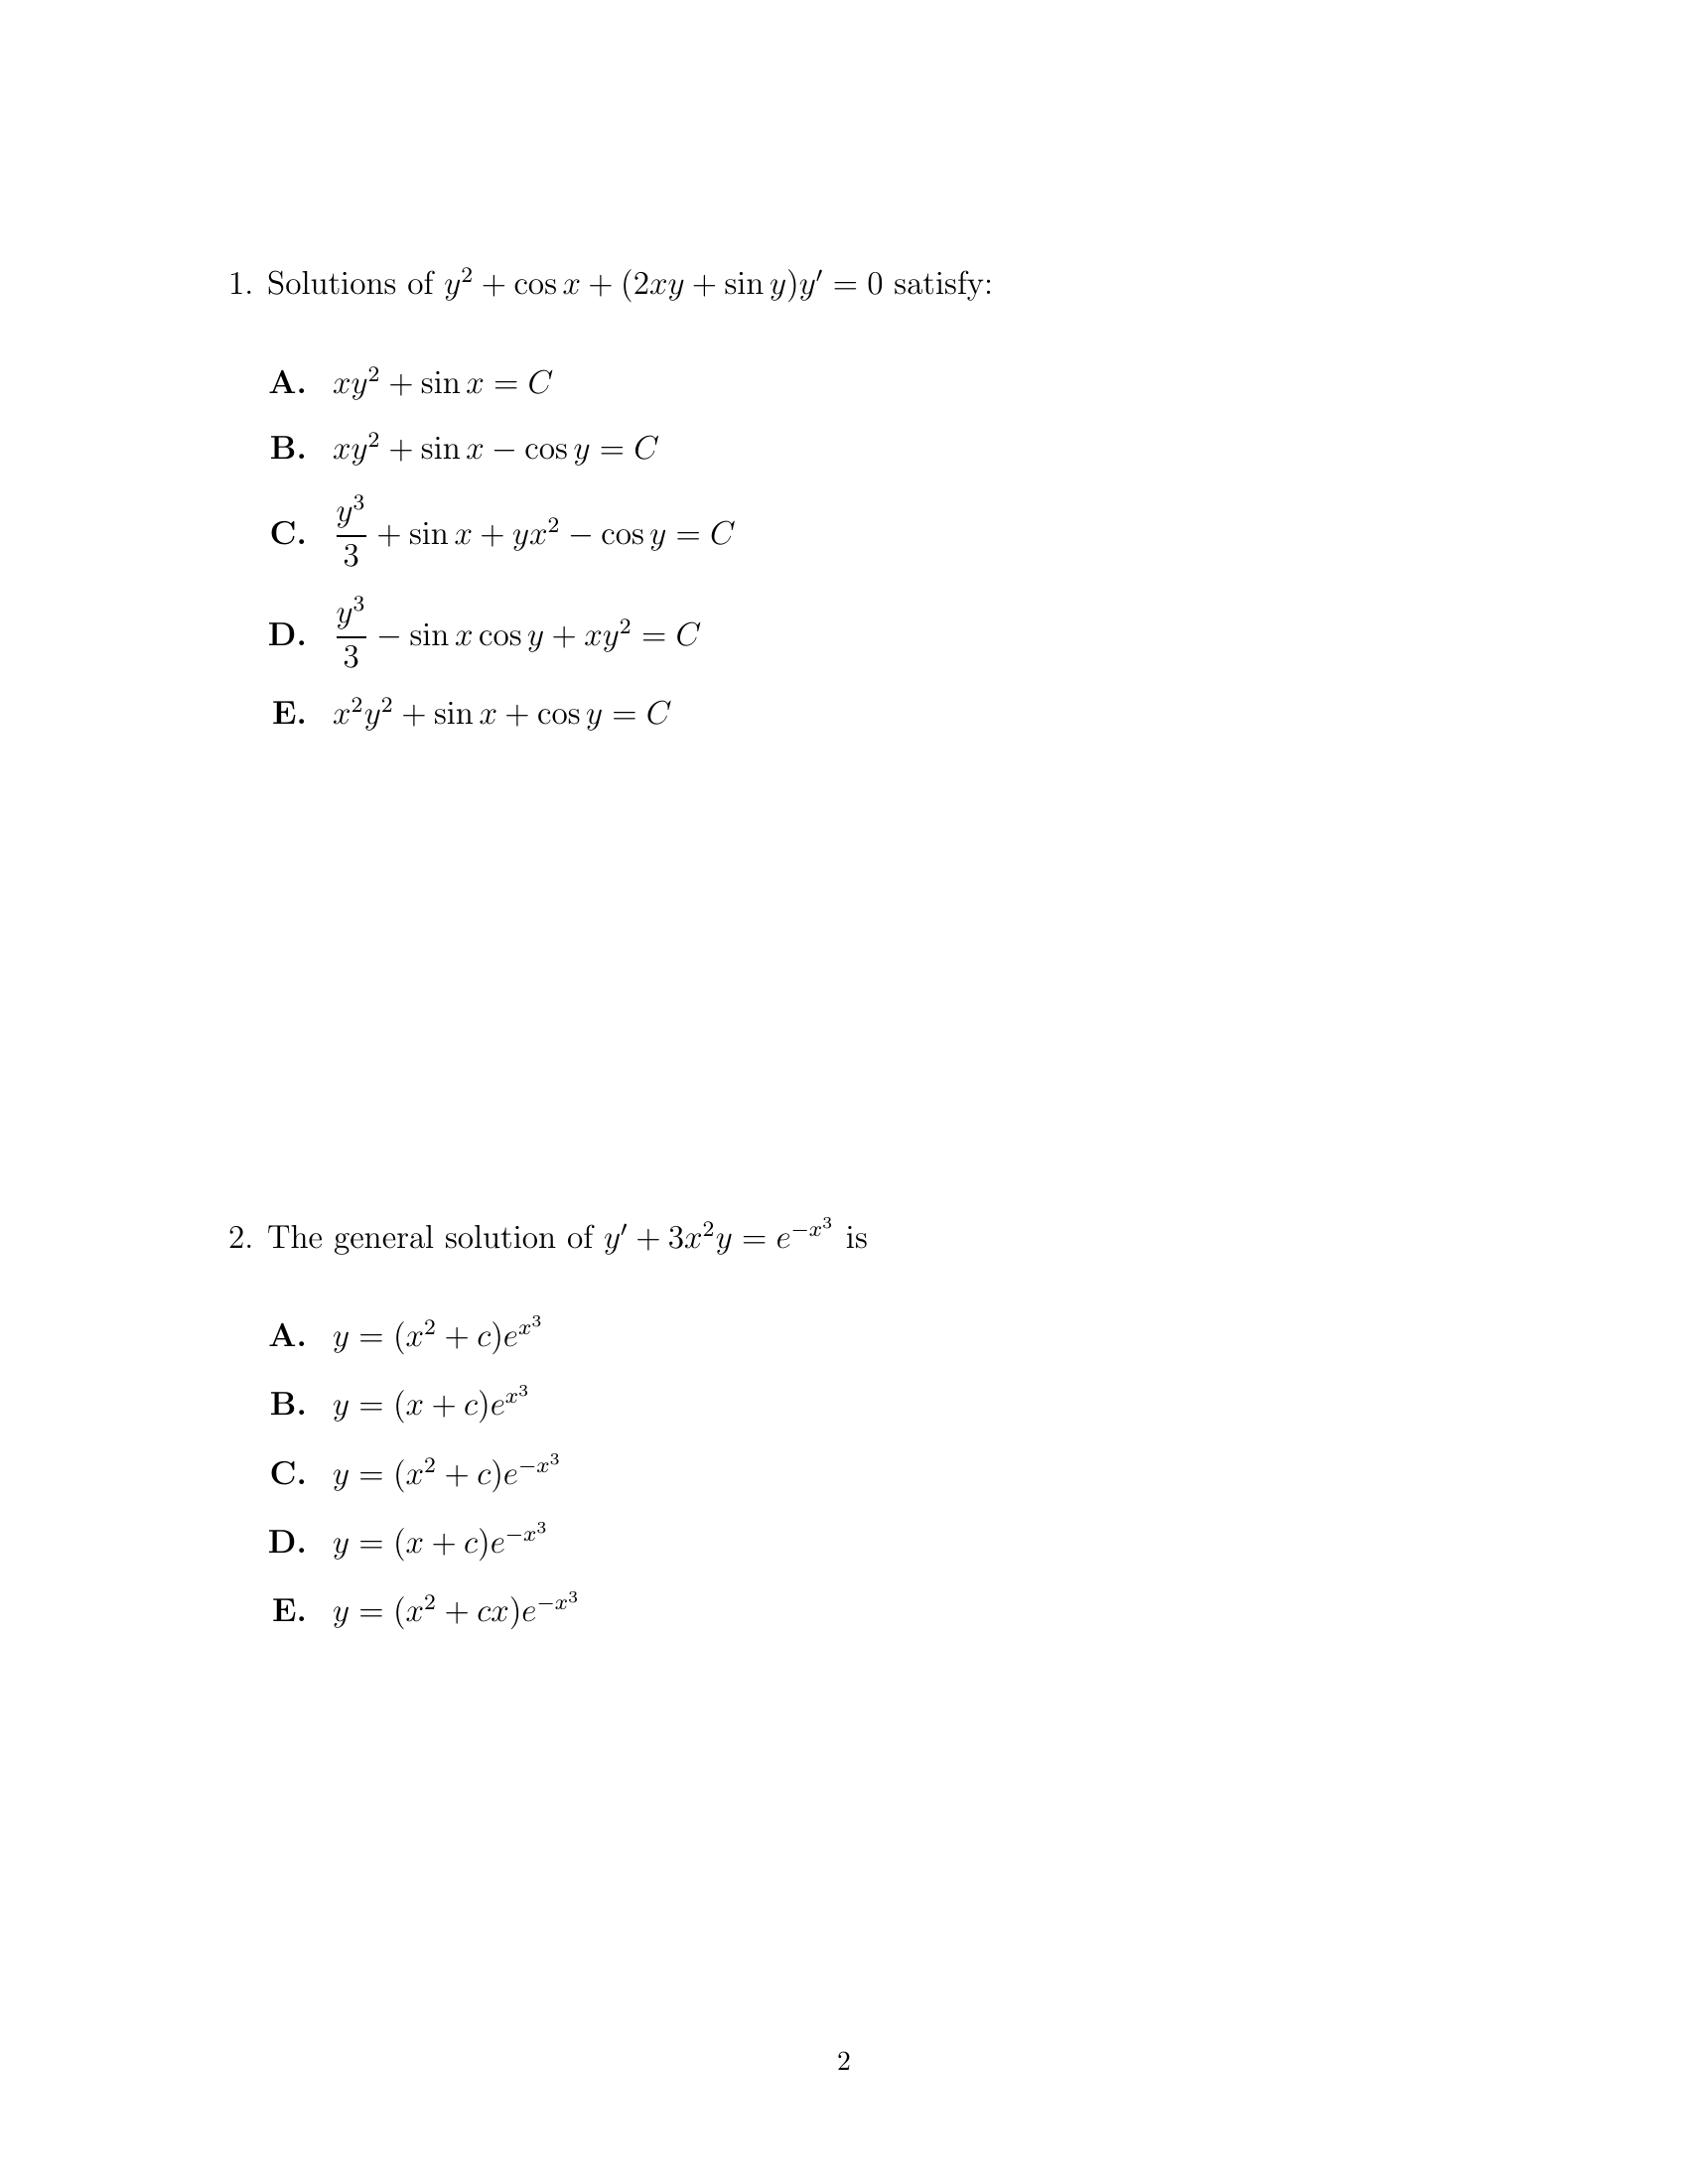 1. Solutions of $y^2 + \cos x + (2xy + \sin y)y' = 0$ satisfy:
A. $xy^2 + \sin x = C$
B. $xy^2 + \sin x - \cos y = C$
C. $\dfrac{y^3}{3} + \sin x + yx^2 - \cos y = C$
D. $\dfrac{y^3}{3} - \sin x \cos y + xy^2 = C$
E. $x^2y^2 + \sin x + \cos y = C$
2. The general solution of $y' + 3x^2y = e^{-x^3}$ is
A. $y = (x^2 + c)e^{x^3}$
B. $y = (x + c)e^{x^3}$
C. $y = (x^2 + c)e^{-x^3}$
D. $y = (x + c)e^{-x^3}$
E. $y = (x^2 + cx)e^{-x^3}$
2